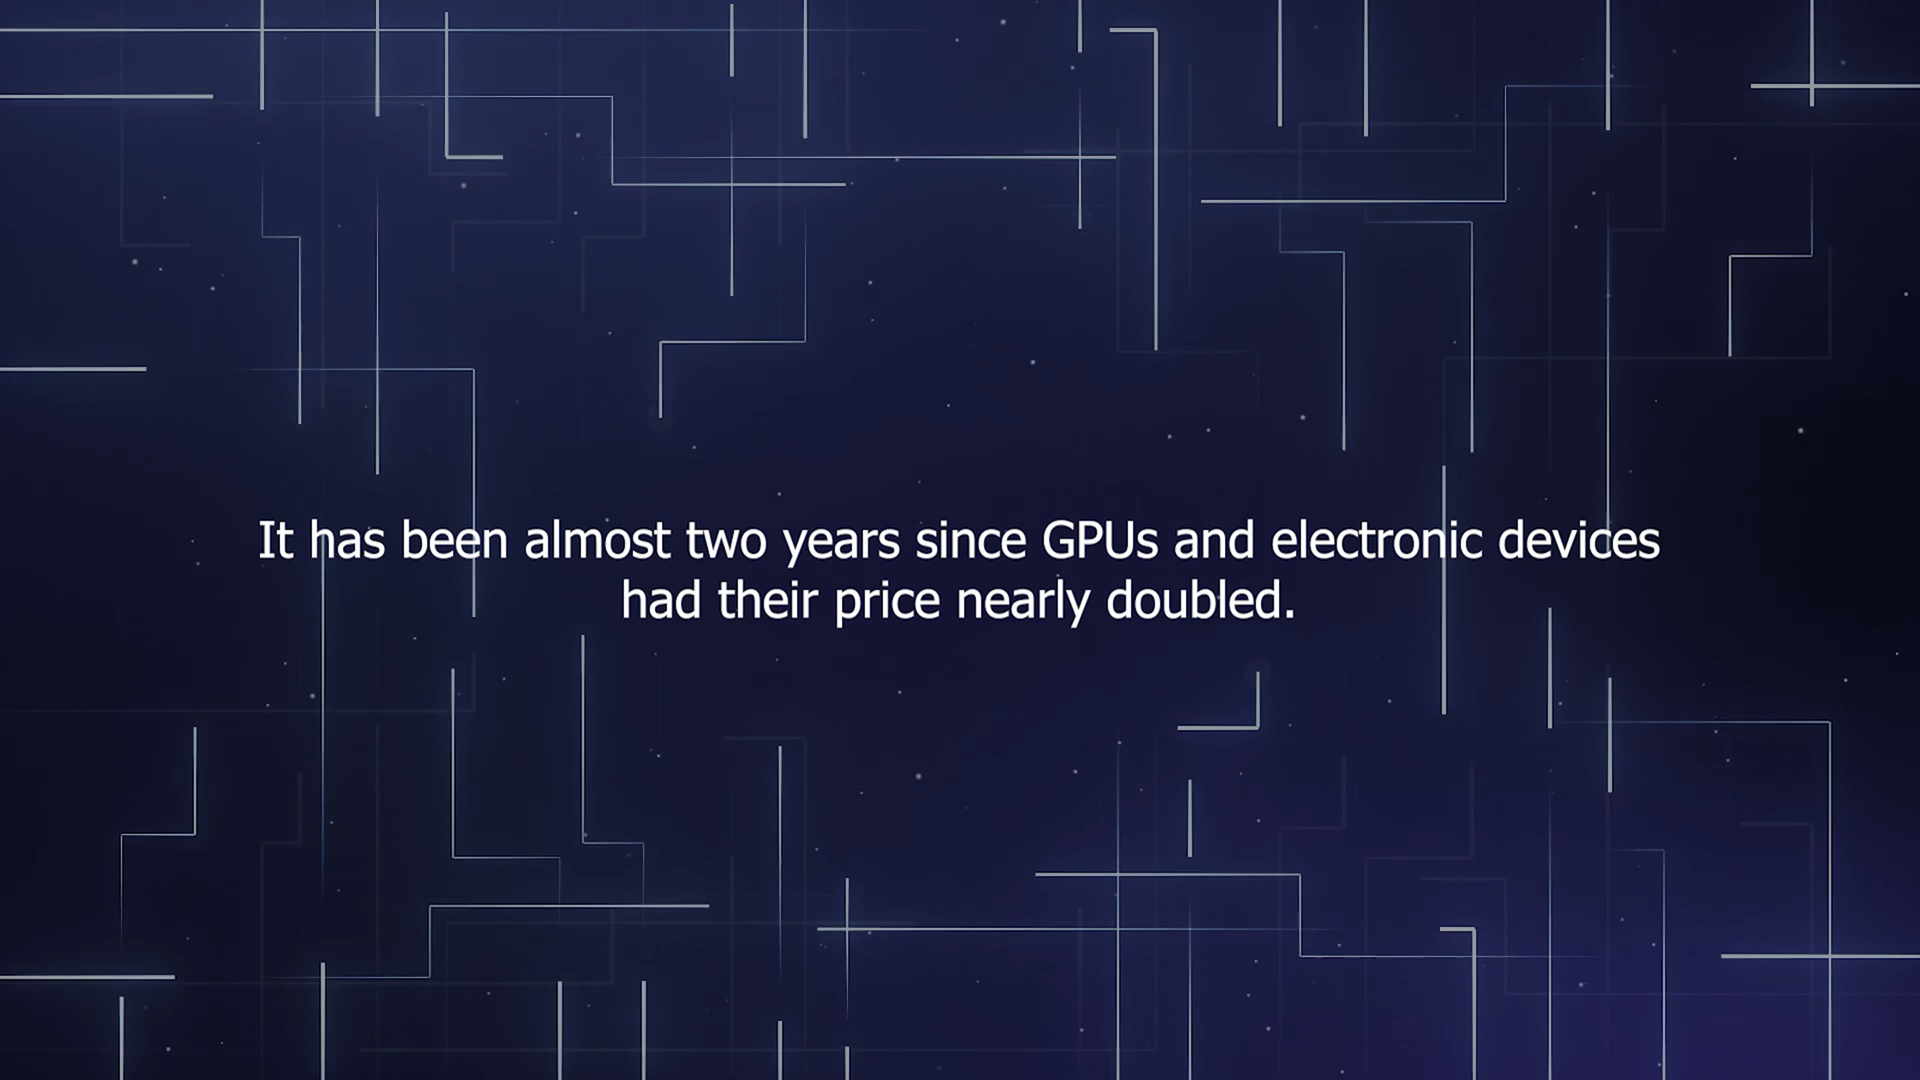 It has been almost two years since GPUs and electronic devices
had their price nearly doubled.